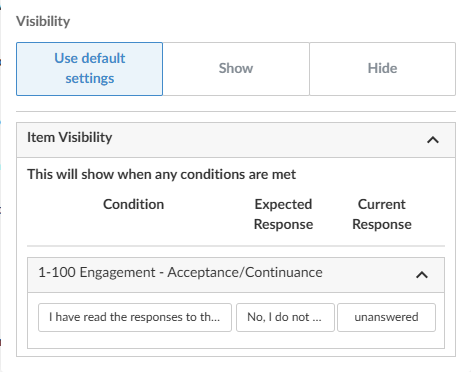 Visibility
Use default
settings
Show
Hide
Item Visibility
This will show when any conditions are met
Condition
Expected
Response
Current
Response
1-100 Engagement - Acceptance/Continuance
I have read the responses to th...
No, I do not ...
unanswered